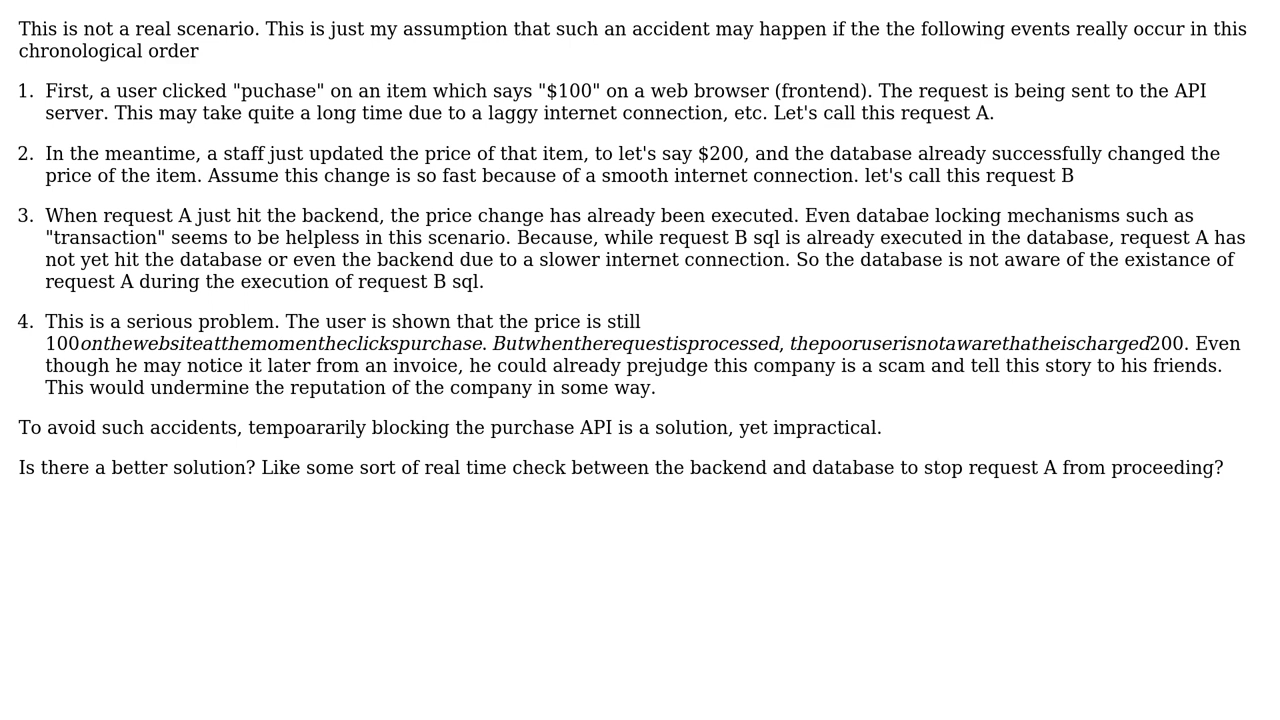 This is not a real scenario. This is just my assumption that such an accident may happen if the the following events really occur in this
chronological order
1. First, a user clicked "puchase" on an item which says "$100" on a web browser (frontend). The request is being sent to the API
server. This may take quite a long time due to a laggy internet connection, etc. Let's call this request A.
2. In the meantime, a staff just updated the price of that item, to let's say $200, and the database already successfully changed the
price of the item. Assume this change is so fast because of a smooth internet connection. let's call this request B
3. When request A just hit the backend, the price change has already been executed. Even databae locking mechanisms such as
"transaction" seems to be helpless in this scenario. Because, while request B sql is already executed in the database, request A has
not yet hit the database or even the backend due to a slower internet connection. So the database is not aware of the existance of
request A during the execution of request B sql.
4. This is a serious problem. The user is shown that the price is still
100onthewebsiteatthemomentheclickspurchase. Butwhentherequestisprocessed, thepooruserisnotawarethatheischarged200. Even
though he may notice it later from an invoice, he could already prejudge this company is a scam and tell this story to his friends.
This would undermine the reputation of the company in some way.
To avoid such accidents, tempoararily blocking the purchase API is a solution, yet impractical.
Is there a better solution? Like some sort of real time check between the backend and database to stop request A from proceeding?